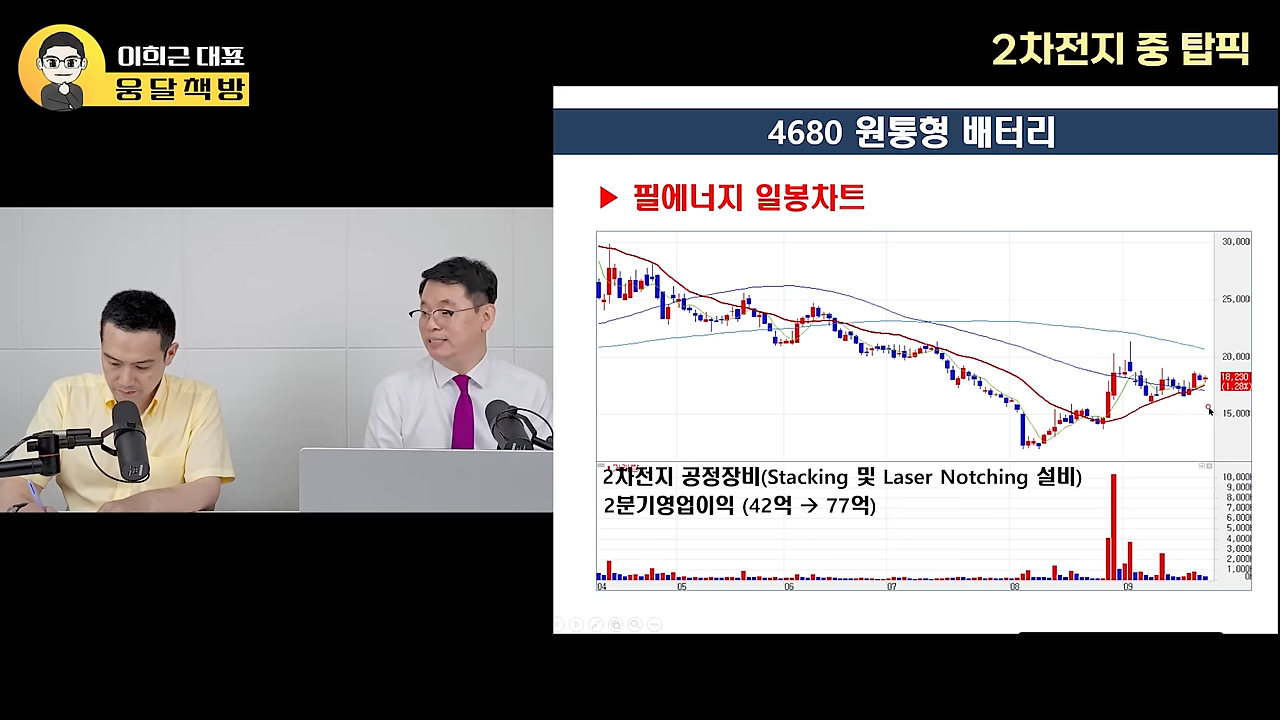 이희근 대표
웅달책방
2차전지 중 탑픽
4680 원통형 배터리
▶ 필에너지 일봉차트
30,000
25,000
20,000
18,230
(1.28%)
15,000
2차전지 공정장비(Stacking 및 Laser Notching 설비)
2분기영업이익 (42억 → 77억)
10,000
9,000
8,000
7,000
6,000
5,000
4,000
3,000
2,000
1,000
04 05 06 07 08 09